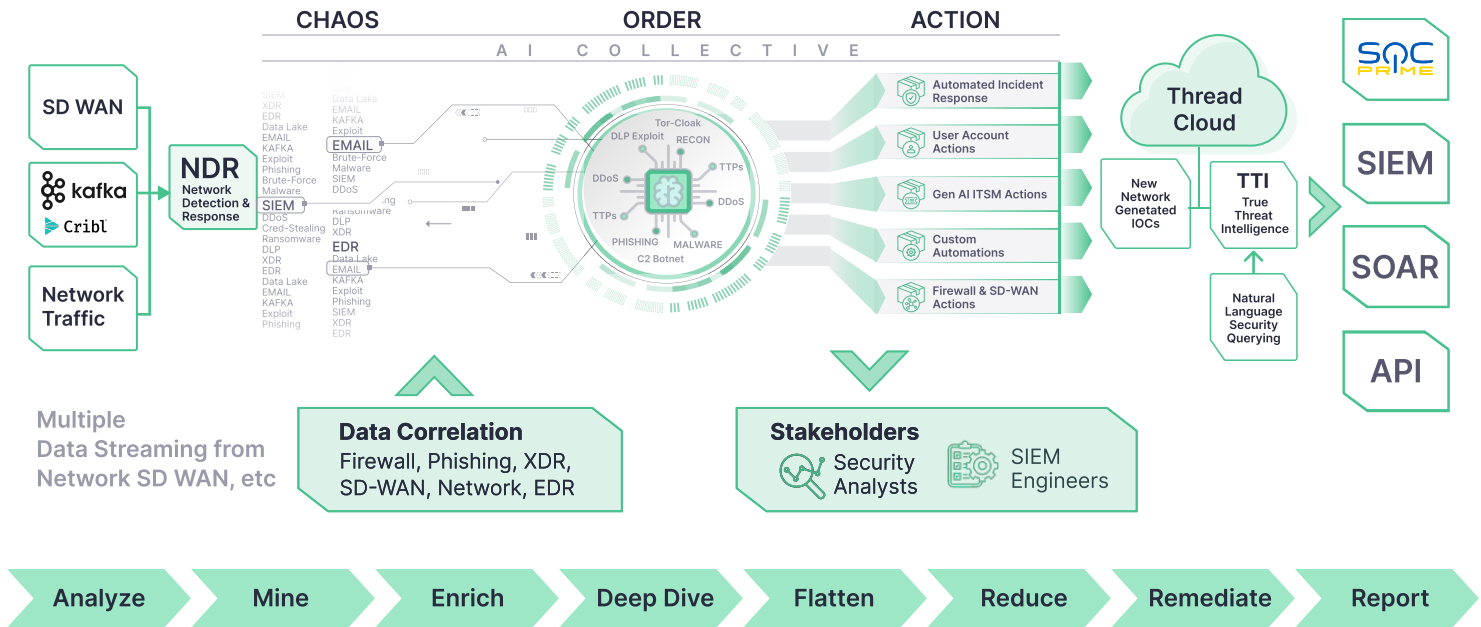 CHAOS
ORDER
ACTION
AI COLLECTIVE
SD WAN
kafka
Cribl
Network
Traffic
NDR
Network
Detection &
Response
SIEM
XDR
EDR
Data Lake
EMAIL
KAFKA
Exploit
Phishing
Brute-Force
Malware
SIEM
DDoS
Cred-Stealing
Ransomware
DLP
XDR
EDR
Data Lake
EMAIL
KAFKA
Exploit
Phishing
Data Lake
EMAIL
KAFKA
Exploit
EMAIL
Brute-Force
Malware
SIEM
DDoS
ing
Ransomware
DLP
XDR
EDR
Data Lake
EMAIL
KAFKA
Exploit
Phishing
SIEM
XDR
EDR
Tor-Cloak
DLP Exploit
RECON
TTPs
DDoS
DDoS
TTPs
PHISHING
MALWARE
C2 Botnet
Automated Incident
Response
User Account
Actions
Gen AI ITSM Actions
Custom
Automations
Firewall & SD-WAN
Actions
Thread
Cloud
New
Network
Genetated
IOCs
TTI
True
Threat
Intelligence
Natural
Language
Security
Querying
SOC
PRIME
SIEM
SOAR
API
Multiple
Data Streaming from
Network SD WAN, etc
Data Correlation
Firewall, Phishing, XDR,
SD-WAN, Network, EDR
Stakeholders
Security
Analysts
SIEM
Engineers
Analyze
Mine
Enrich
Deep Dive
Flatten
Reduce
Remediate
Report